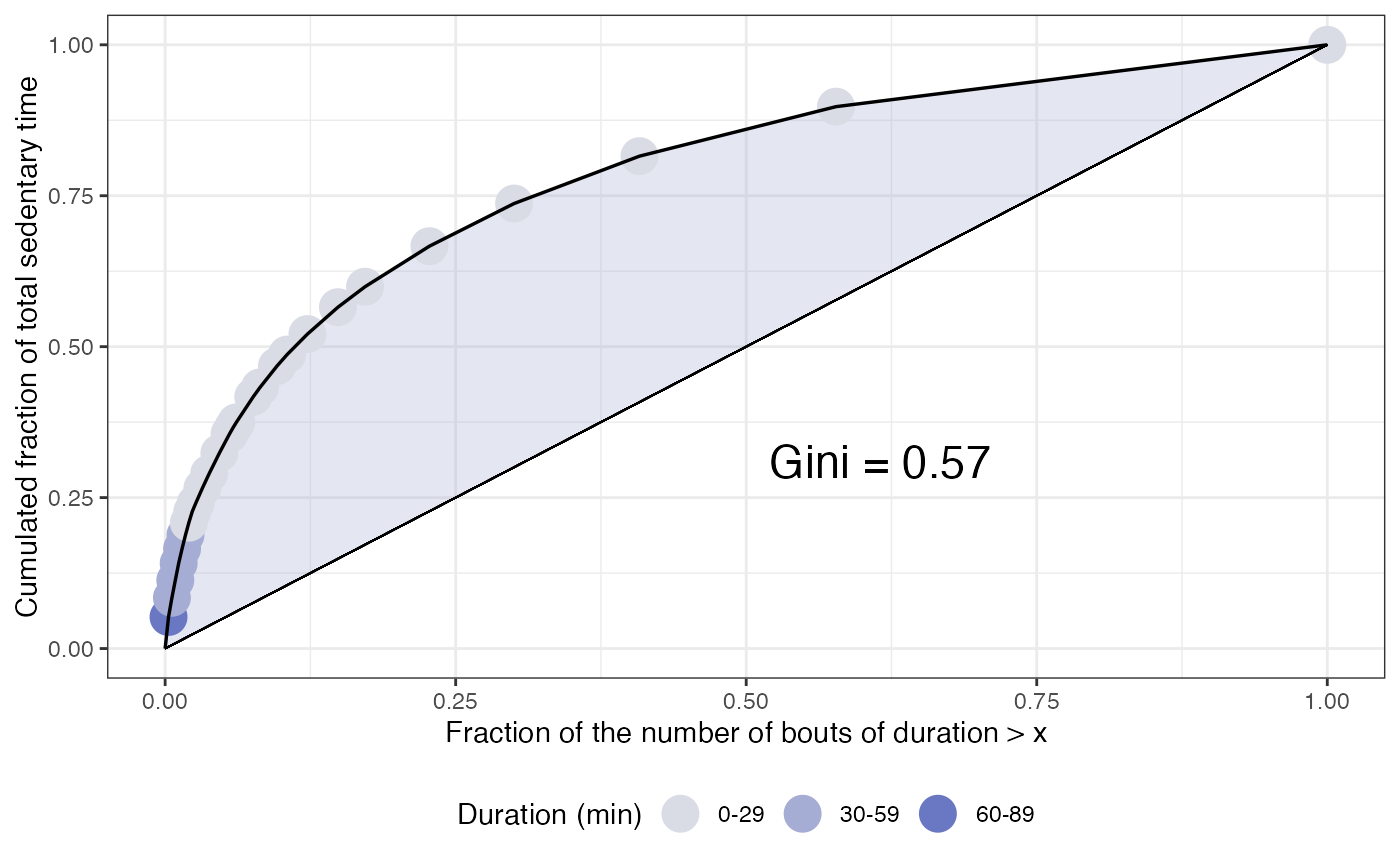 Cumulated fraction of total sedentary time
1.00
0.75
0.50
0.25
0.00
Gini = 0.57
0.00 0.25 0.50 0.75 1.00
Fraction of the number of bouts of duration > x
Duration (min) 0-29 30-59 60-89